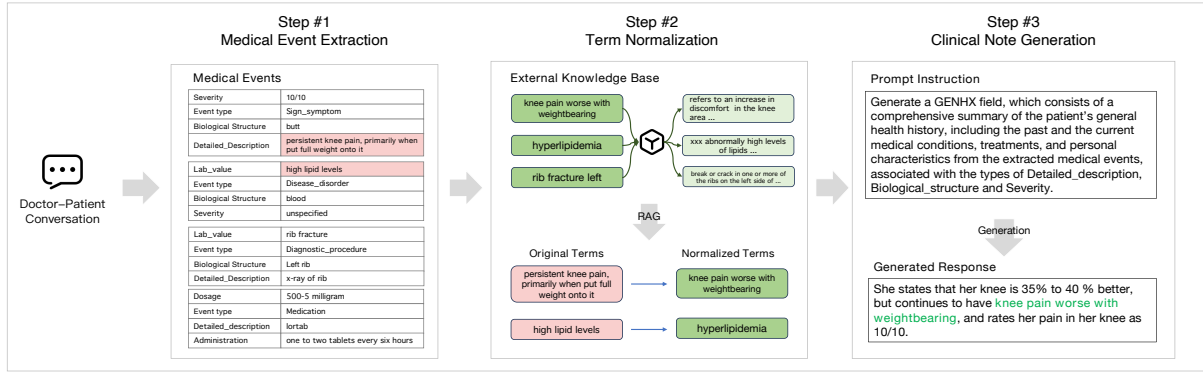 Step #1
Medical Event Extraction
Step #2
Term Normalization
Step #3
Clinical Note Generation
Doctor–Patient
Conversation
Medical Events
Severity 10/10
Event type Sign_symptom
Biological Structure butt
Detailed_Description persistent knee pain, primarily when
put full weight onto it
Lab_value high lipid levels
Event type Disease_disorder
Biological Structure blood
Severity unspecified
Lab_value rib fracture
Event type Diagnostic_procedure
Biological Structure Left rib
Detailed_Description x-ray of rib
Dosage 500-5 milligram
Event type Medication
Detailed_description lortab
Administration one to two tablets every six hours
External Knowledge Base
knee pain worse with
weightbearing
hyperlipidemia
rib fracture left
refers to an increase in
discomfort in the knee
area ...
xxx abnormally high levels
of lipids ...
break or crack in one or more of
the ribs on the left side of ...
RAG
Original Terms
Normalized Terms
persistent knee pain,
primarily when put full
weight onto it
knee pain worse with
weightbearing
high lipid levels
hyperlipidemia
Prompt Instruction
Generate a GENHX field, which consists of a
comprehensive summary of the patient's general
health history, including the past and the current
medical conditions, treatments, and personal
characteristics from the extracted medical events,
associated with the types of Detailed_description,
Biological_structure and Severity.
Generation
Generated Response
She states that her knee is 35% to 40 % better,
but continues to have knee pain worse with
weightbearing, and rates her pain in her knee as
10/10.